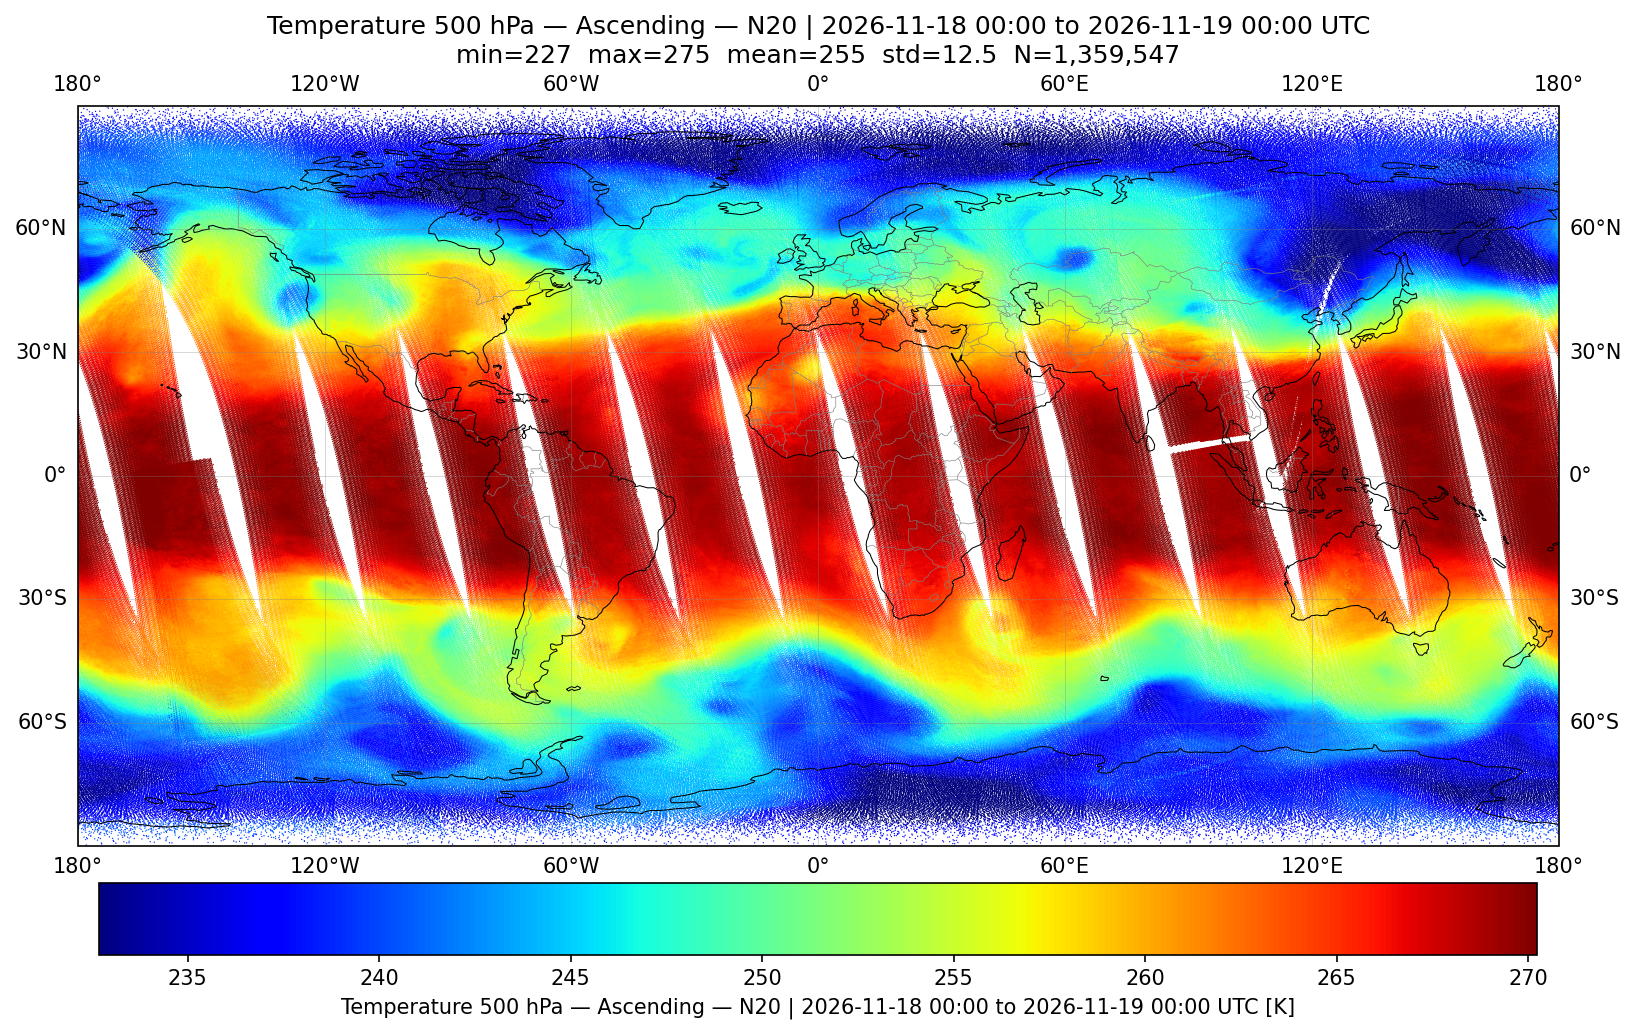 Temperature 500 hPa — Ascending — N20 | 2026-11-18 00:00 to 2026-11-19 00:00 UTC
min=227 max=275 mean=255 std=12.5 N=1,359,547
180° 120°W 60°W 0° 60°E 120°E 180°
60°N 60°N
30°N 30°N
0° 0°
30°S 30°S
60°S 60°S
180° 120°W 60°W 0° 60°E 120°E 180°
235 240 245 250 255 260 265 270
Temperature 500 hPa — Ascending — N20 | 2026-11-18 00:00 to 2026-11-19 00:00 UTC [K]